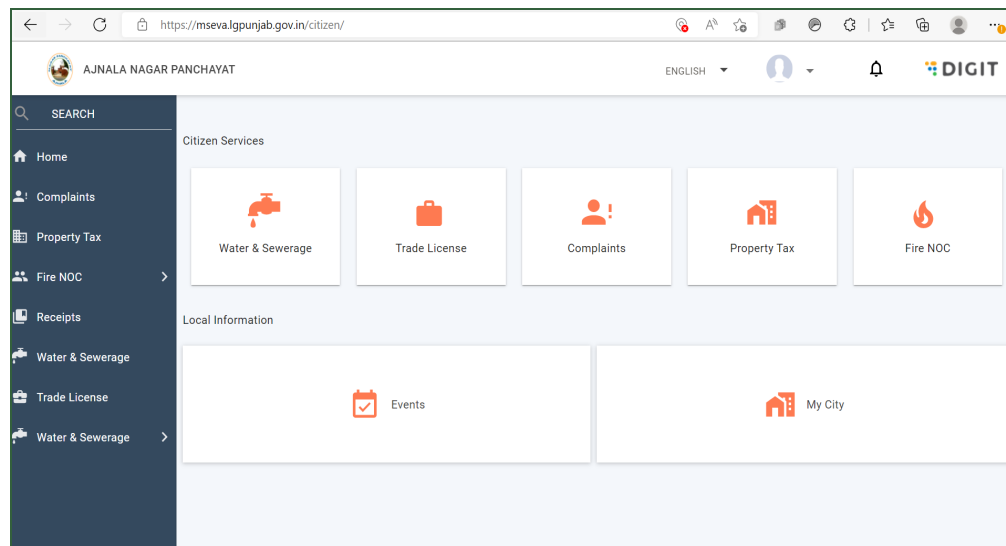 https://mseva.lgpunjab.gov.in/citizen/
AJNALA NAGAR PANCHAYAT
ENGLISH
DIGIT
SEARCH
Home
Complaints
Property Tax
Fire NOC
Receipts
Water & Sewerage
Trade License
Water & Sewerage
Citizen Services
Water & Sewerage
Trade License
Complaints
Property Tax
Fire NOC
Local Information
Events
My City